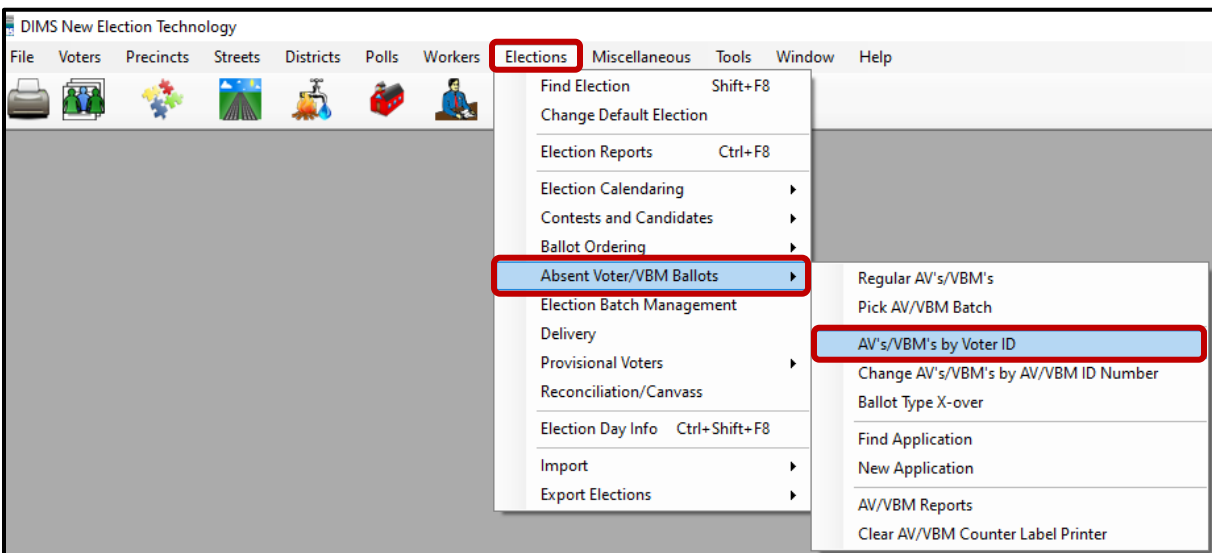 DIMS New Election Technology
File Voters Precincts Streets Districts Polls Workers Elections Miscellaneous Tools Window Help
Find Election Shift+F8
Change Default Election
Election Reports Ctrl+F8
Election Calendaring
Contests and Candidates
Ballot Ordering
Absent Voter/VBM Ballots
Election Batch Management
Delivery
Provisional Voters
Reconciliation/Canvass
Election Day Info Ctrl+Shift+F8
Import
Export Elections
Regular AV's/VBM's
Pick AV/VBM Batch
AV's/VBM's by Voter ID
Change AV's/VBM's by AV/VBM ID Number
Ballot Type X-over
Find Application
New Application
AV/VBM Reports
Clear AV/VBM Counter Label Printer